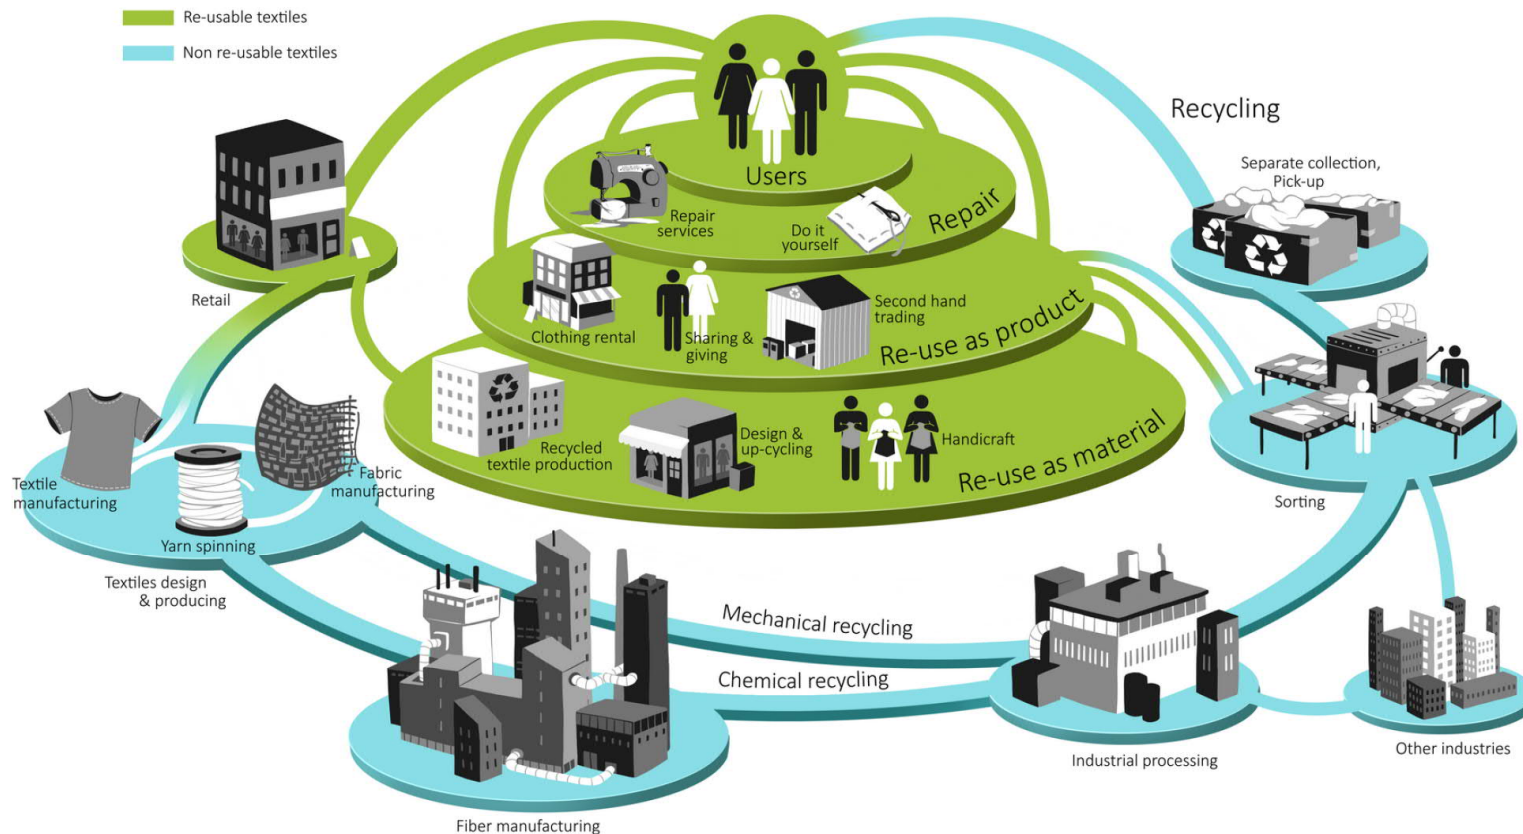 Re-usable textiles
Non re-usable textiles
Recycling
Separate collection,
Pick-up
Users
Repair
services
Do it
yourself
Repair
Retail
Clothing rental
Sharing &
giving
Second hand
trading
Re-use as product
Recycled
textile production
Design &
up-cycling
Handicraft
Re-use as material
Sorting
Textile
manufacturing
Fabric
manufacturing
Yarn spinning
Textiles design
& producing
Mechanical recycling
Chemical recycling
Fiber manufacturing
Industrial processing
Other industries